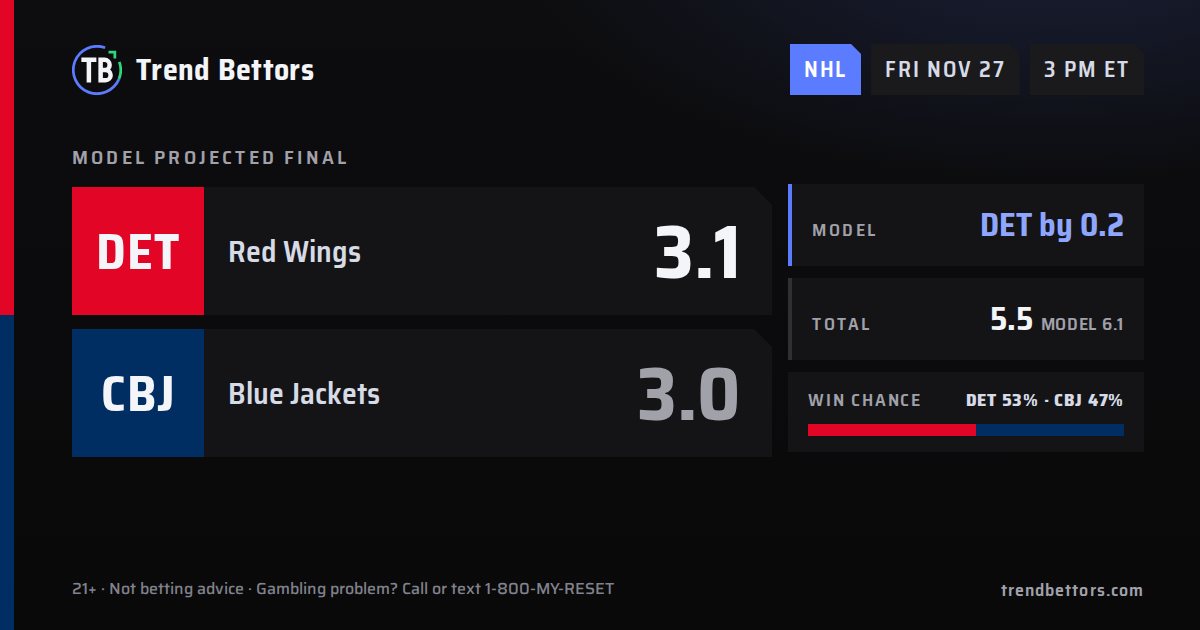 TB Trend Bettors
NHL FRI NOV 27 3 PM ET
MODEL PROJECTED FINAL
DET Red Wings 3.1
CBJ Blue Jackets 3.0
MODEL DET by 0.2
TOTAL 5.5 MODEL 6.1
WIN CHANCE DET 53% · CBJ 47%
21+ · Not betting advice · Gambling problem? Call or text 1-800-MY-RESET
trendbettors.com